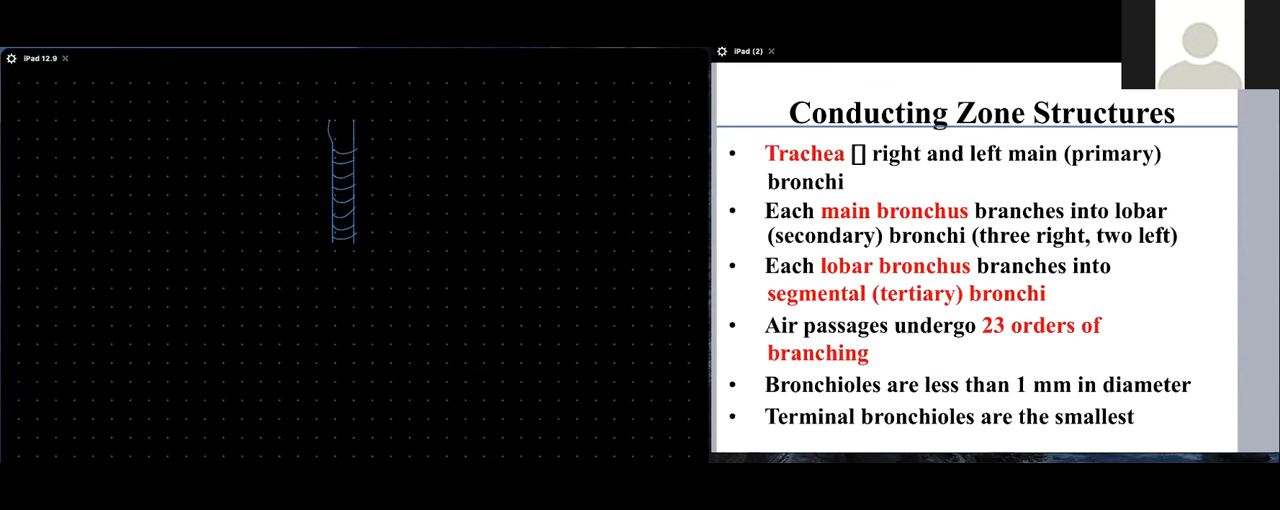 iPad 12.9
iPad (2)
Conducting Zone Structures
• Trachea [] right and left main (primary)
bronchi
• Each main bronchus branches into lobar
(secondary) bronchi (three right, two left)
• Each lobar bronchus branches into
segmental (tertiary) bronchi
• Air passages undergo 23 orders of
branching
• Bronchioles are less than 1 mm in diameter
• Terminal bronchioles are the smallest